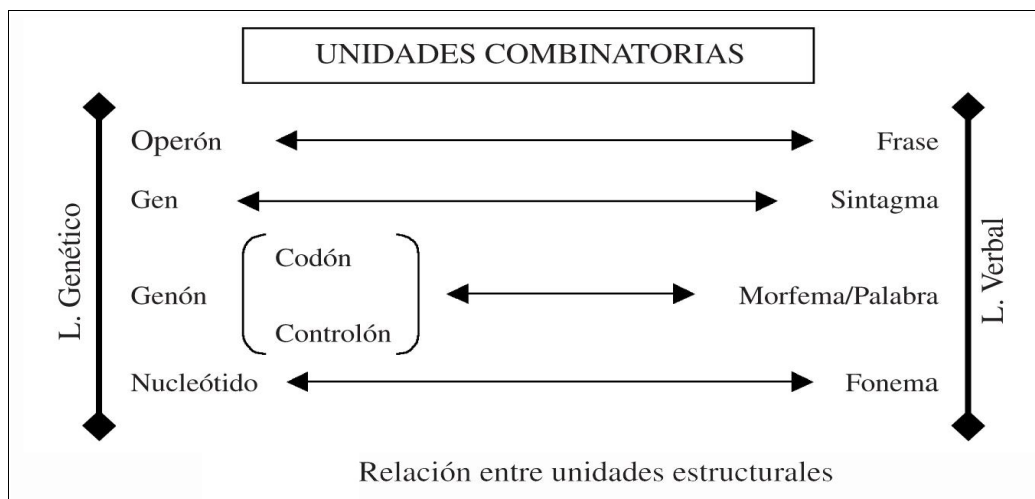 UNIDADES COMBINATORIAS
L. Genético
Operón
Frase
Gen
Sintagma
Genón
Codón
Controlón
Morfema/Palabra
Nucleótido
Fonema
L. Verbal
Relación entre unidades estructurales